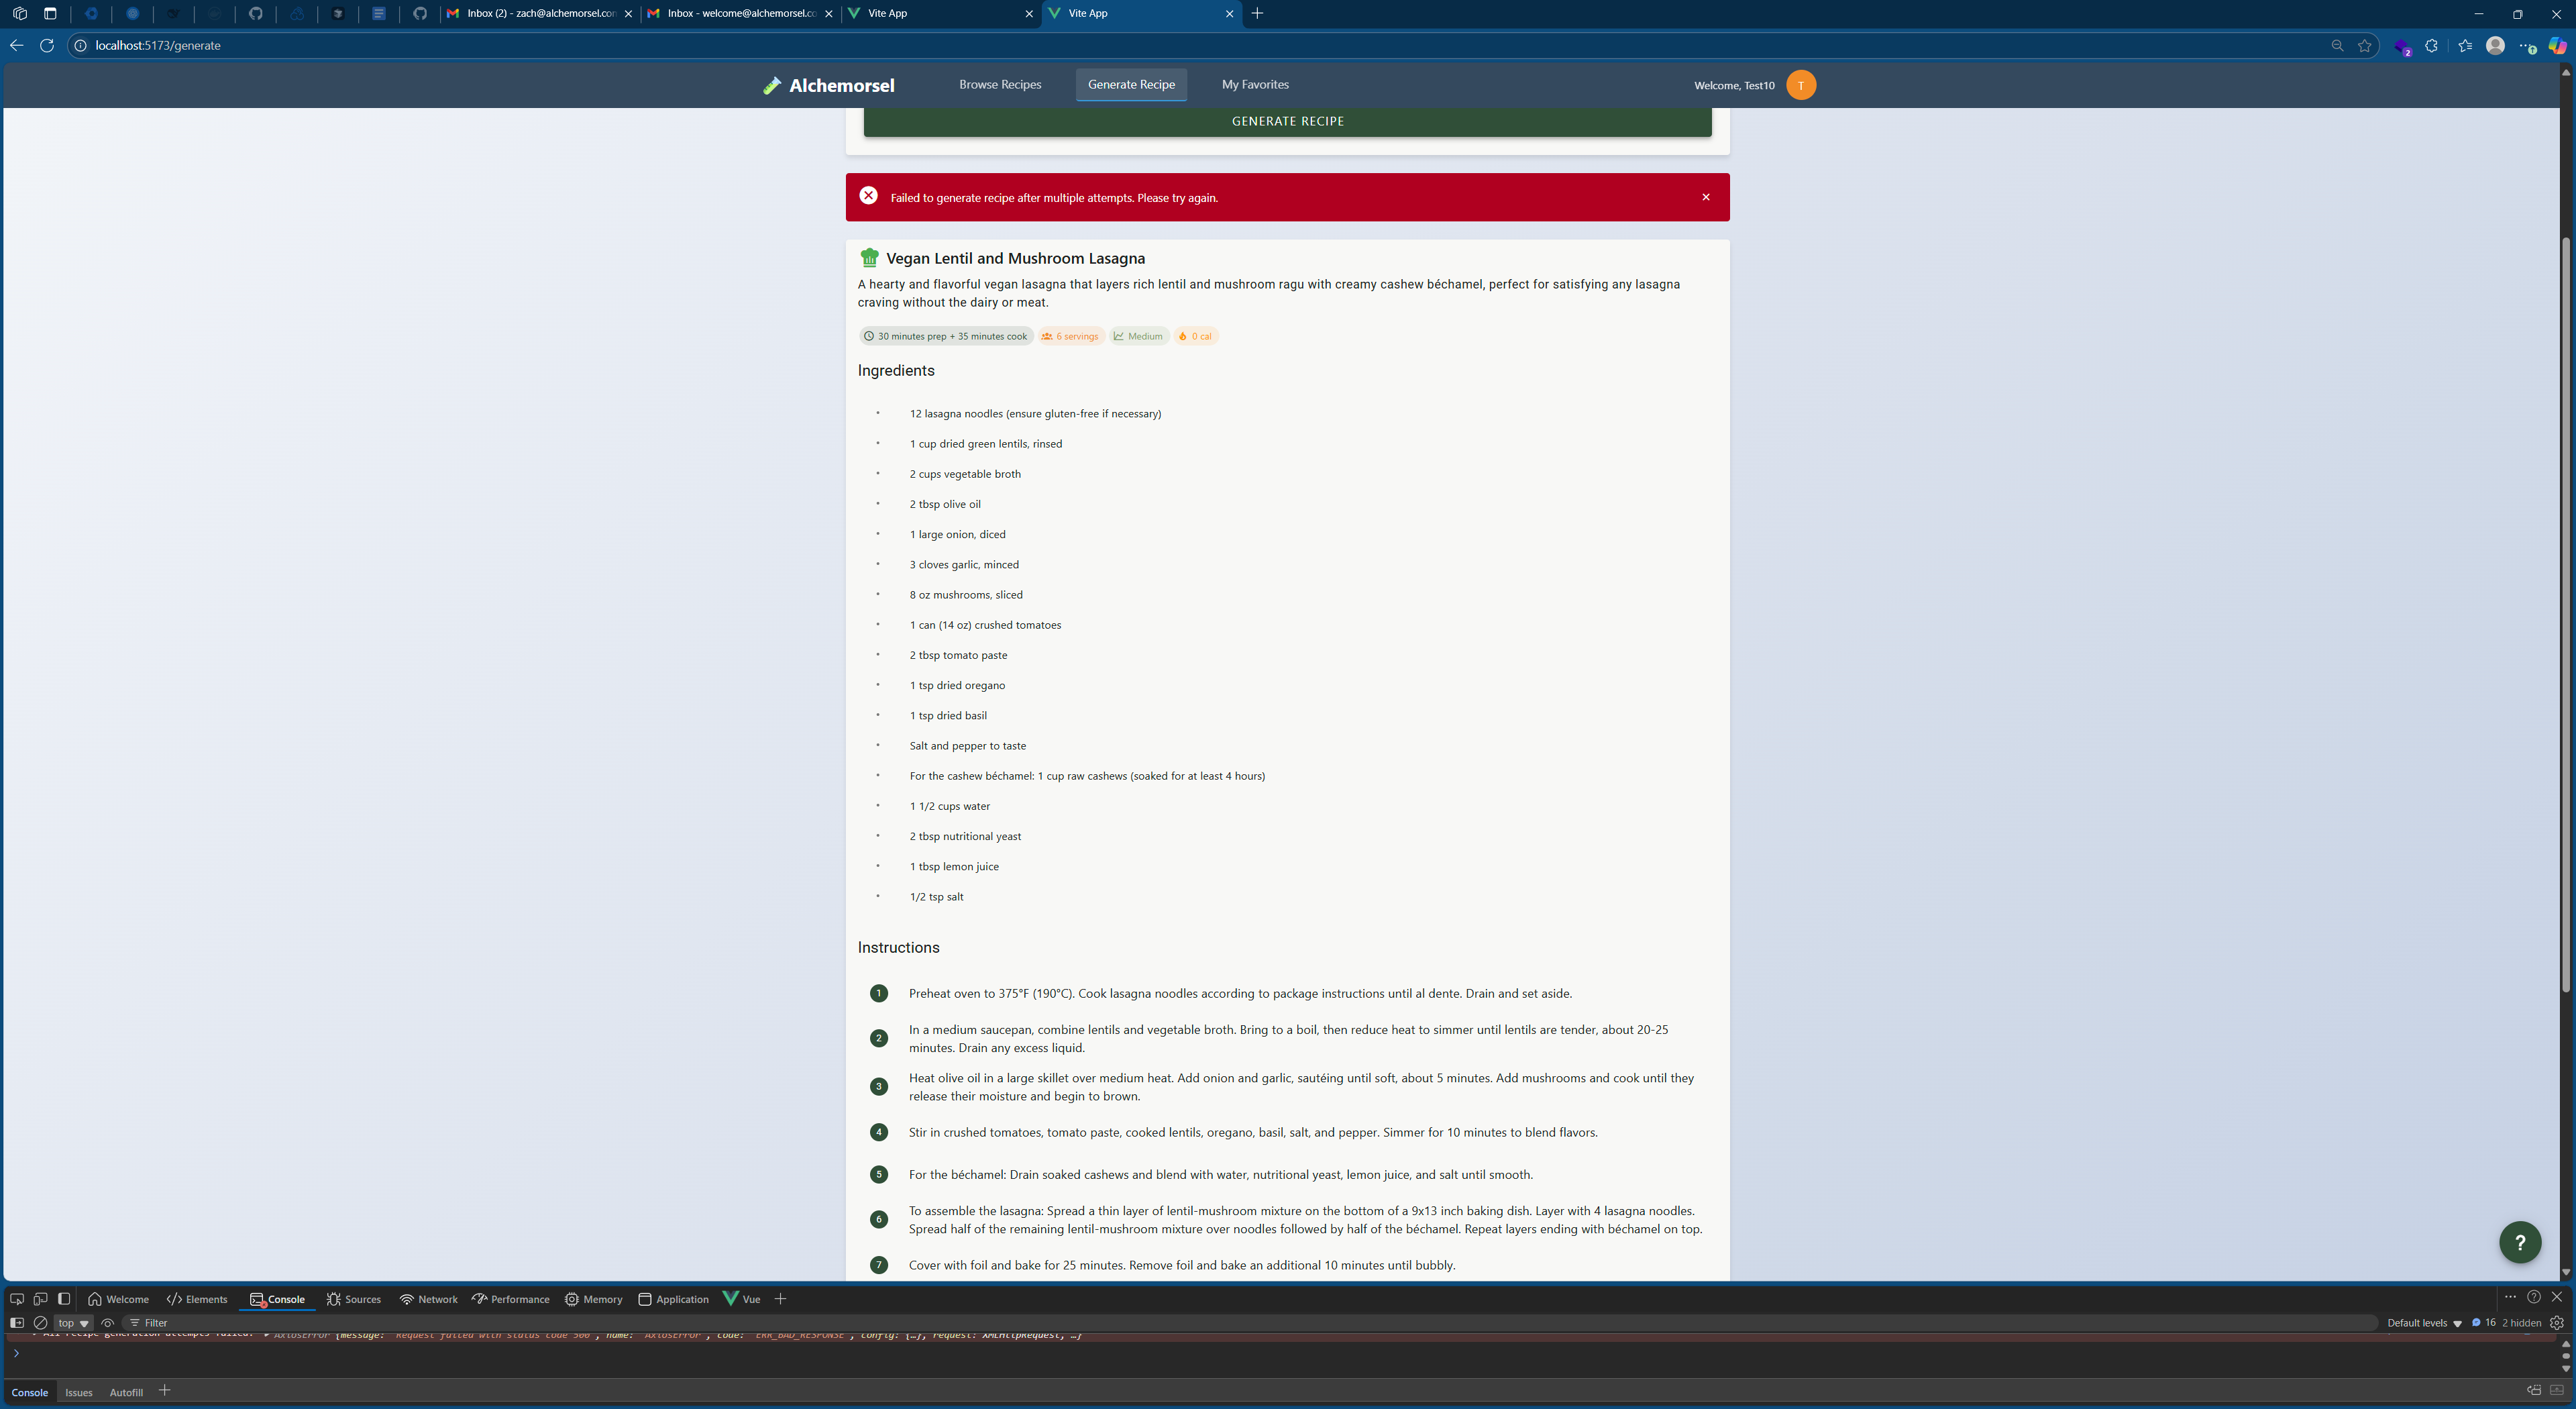 Inbox (2) - zach@alchemorsel.con
Inbox - welcome@alchemorsel.co
Vite App
Vite App
localhost:5173/generate
2
Alchemorsel
Browse Recipes
Generate Recipe
My Favorites
Welcome, Test10
T
GENERATE RECIPE
Failed to generate recipe after multiple attempts. Please try again.
Vegan Lentil and Mushroom Lasagna
A hearty and flavorful vegan lasagna that layers rich lentil and mushroom ragu with creamy cashew béchamel, perfect for satisfying any lasagna
craving without the dairy or meat.
30 minutes prep + 35 minutes cook
6 servings
Medium
0 cal
Ingredients
• 12 lasagna noodles (ensure gluten-free if necessary)
• 1 cup dried green lentils, rinsed
• 2 cups vegetable broth
• 2 tbsp olive oil
• 1 large onion, diced
• 3 cloves garlic, minced
• 8 oz mushrooms, sliced
• 1 can (14 oz) crushed tomatoes
• 2 tbsp tomato paste
• 1 tsp dried oregano
• 1 tsp dried basil
• Salt and pepper to taste
• For the cashew béchamel: 1 cup raw cashews (soaked for at least 4 hours)
• 1 1/2 cups water
• 2 tbsp nutritional yeast
• 1 tbsp lemon juice
• 1/2 tsp salt
Instructions
1 Preheat oven to 375°F (190°C). Cook lasagna noodles according to package instructions until al dente. Drain and set aside.
2 In a medium saucepan, combine lentils and vegetable broth. Bring to a boil, then reduce heat to simmer until lentils are tender, about 20-25
minutes. Drain any excess liquid.
3 Heat olive oil in a large skillet over medium heat. Add onion and garlic, sautéing until soft, about 5 minutes. Add mushrooms and cook until they
release their moisture and begin to brown.
4 Stir in crushed tomatoes, tomato paste, cooked lentils, oregano, basil, salt, and pepper. Simmer for 10 minutes to blend flavors.
5 For the béchamel: Drain soaked cashews and blend with water, nutritional yeast, lemon juice, and salt until smooth.
6 To assemble the lasagna: Spread a thin layer of lentil-mushroom mixture on the bottom of a 9x13 inch baking dish. Layer with 4 lasagna noodles.
Spread half of the remaining lentil-mushroom mixture over noodles followed by half of the béchamel. Repeat layers ending with béchamel on top.
7 Cover with foil and bake for 25 minutes. Remove foil and bake an additional 10 minutes until bubbly.
?
Welcome
Elements
Console
Sources
Network
Performance
Memory
Application
Vue
top
Filter
Default levels
16
2 hidden
All recipe generation attempts failed: AxiosError {message: 'Request failed with status code 500', name: 'AxiosError', code: 'ERR_BAD_RESPONSE', config: {…}, request: XMLHttpRequest, …}
Console
Issues
Autofill